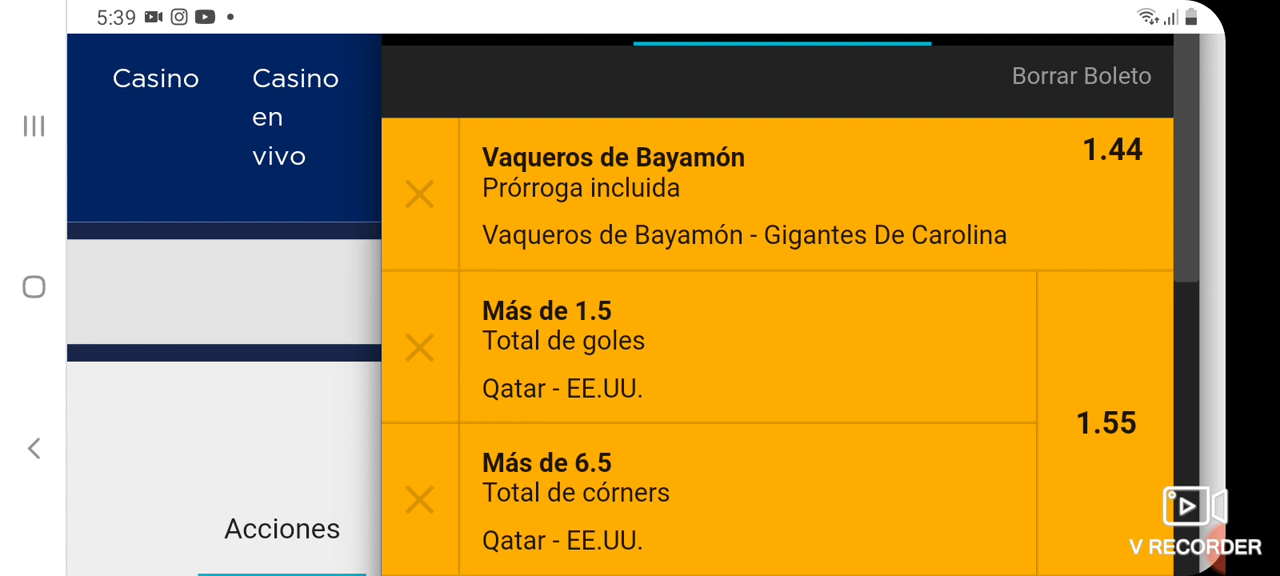 5:39
Casino
Casino
en
vivo
Borrar Boleto
Vaqueros de Bayamón
1.44
Prórroga incluida
Vaqueros de Bayamón - Gigantes De Carolina
Más de 1.5
Total de goles
Qatar - EE.UU.
1.55
Más de 6.5
Total de córners
Qatar - EE.UU.
Acciones
V RECORDER